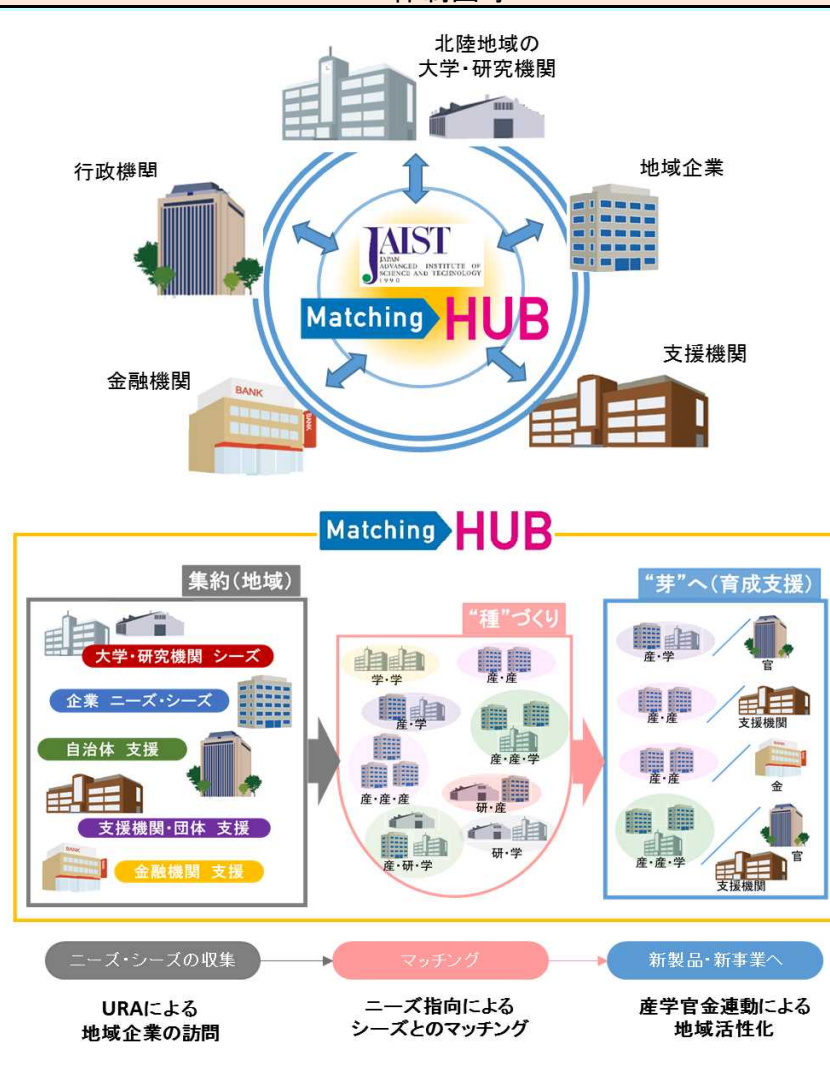 北陸地域の
大学・研究機関
行政機関
地域企業
JAIST
JAPAN
ADVANCED INSTITUTE OF
SCIENCE AND TECHNOLOGY
1990
Matching HUB
金融機関
支援機関
BANK
BANK
Matching HUB
集約(地域)
“種”づくり
“芽”へ(育成支援)
大学・研究機関 シーズ
企業 ニーズ・シーズ
自治体 支援
支援機関・団体 支援
金融機関 支援
BANK
学・学
産・産
産・学
産・産・学
産・産・産
研・産
産・研・学
研・学
産・学
官
産・産
支援機関
産・産
金
産・産・学
官
支援機関
ニーズ・シーズの収集
マッチング
新製品・新事業へ
URAによる
地域企業の訪問
ニーズ指向による
シーズとのマッチング
産学官金連動による
地域活性化